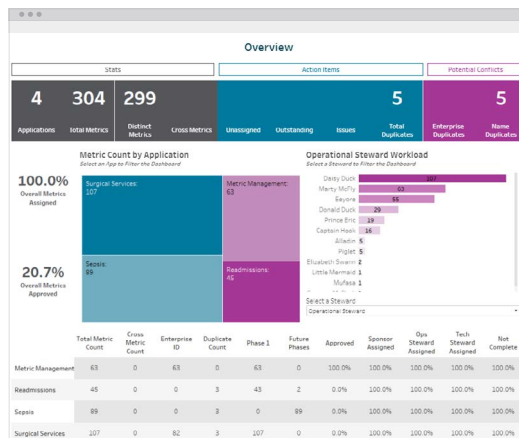 Overview
Stats
Action Items
Potential Conflicts
4 304 299 5 5
Applications Total Metrics Distinct Metrics Cross Metrics Unassigned Outstanding Issues Total Duplicates Enterprise Duplicates Name Duplicates
Metric Count by Application
Select an App to Filter the Dashboard
100.0%
Overall Metrics
Assigned
20.7%
Overall Metrics
Approved
Surgical Services:
107
Metric Management:
63
Sepsis:
89
Readmissions:
45
Operational Steward Workload
Select a Steward to Filter the Dashboard
Daisy Duck 107
Marty McFly 63
Eeyore 55
Donald Duck 29
Prince Eric 19
Captain Hook 16
Alladin 5
Piglet 5
Elizabeth Swann 2
Little Mermaid 1
Mufasa 1
Select a Steward
Operational Steward
Total Metric Count Cross Metric Count Enterprise ID Duplicate Count Phase 1 Future Phases Approved Sponsor Assigned Ops Steward Assigned Tech Steward Assigned Not Complete
Metric Management 63 0 63 0 63 0 100.0% 100.0% 100.0% 100.0% 100.0%
Readmissions 45 0 0 3 43 2 0.0% 100.0% 100.0% 100.0% 100.0%
Sepsis 89 0 0 3 0 89 0.0% 100.0% 100.0% 100.0% 100.0%
Surgical Services 107 0 82 3 107 0 0.0% 100.0% 100.0% 100.0% 100.0%